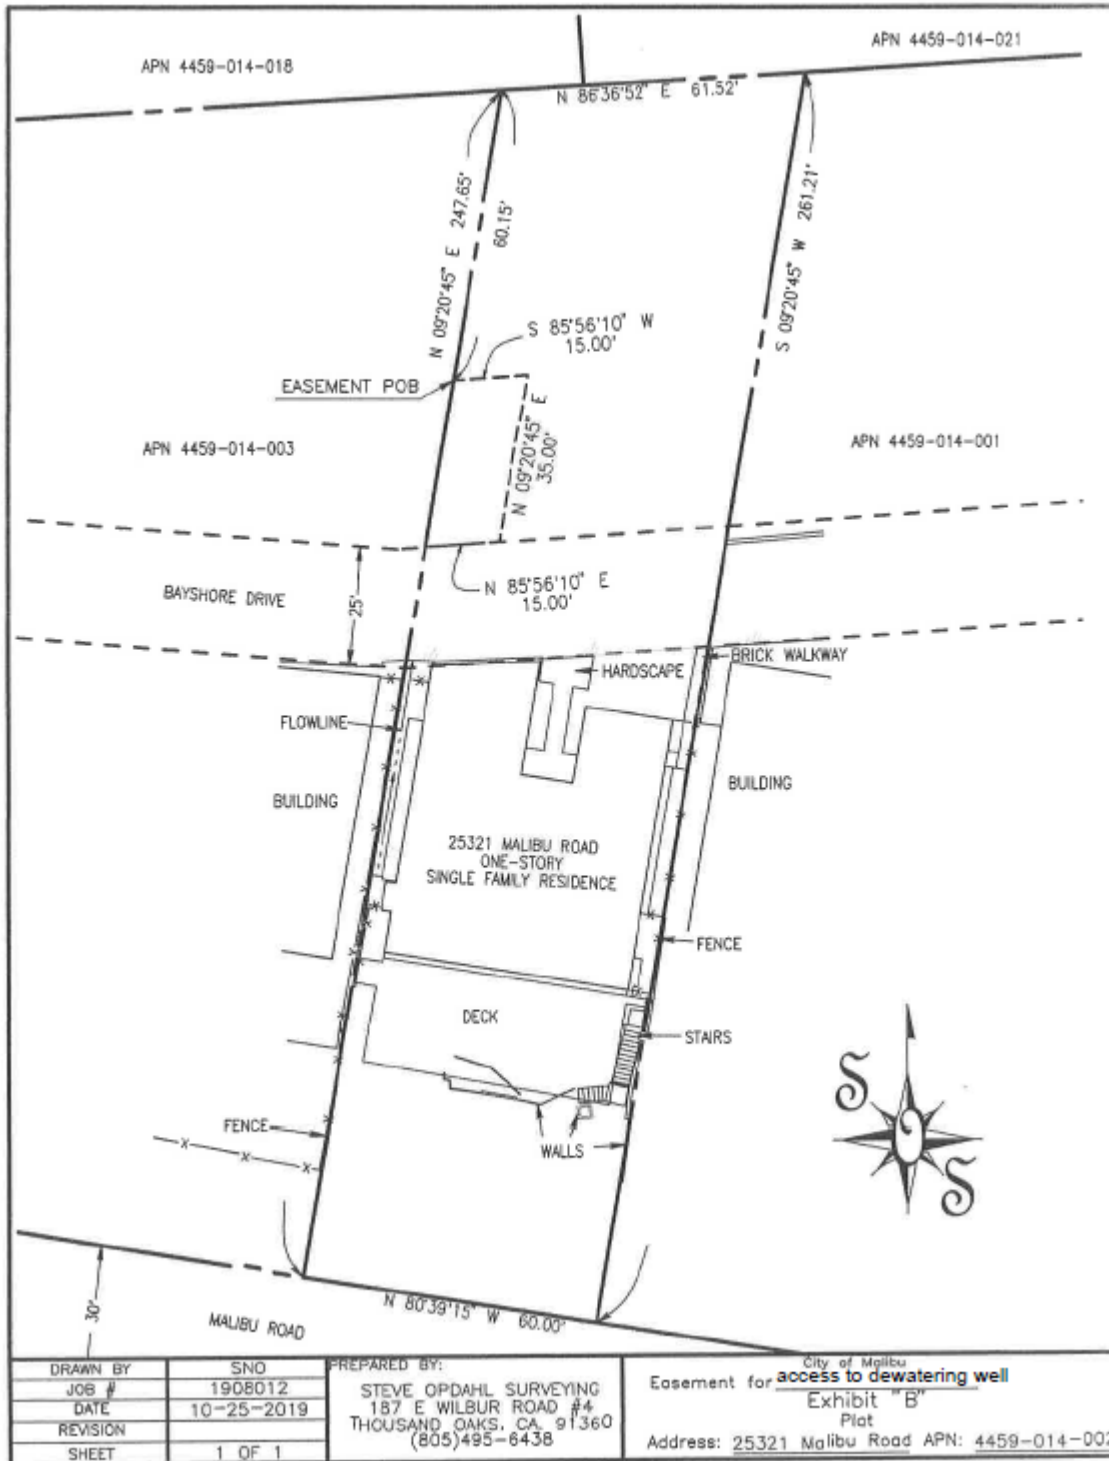 APN 4459-014-018
APN 4459-014-021
N 86°36'52" E 61.52'
N 09°20'45" E 247.65'
60.15'
S 09°20'45" W 261.21'
S 85°56'10" W
15.00'
EASEMENT POB
N 09°20'45" E
35.00'
APN 4459-014-003
APN 4459-014-001
N 85°56'10" E
15.00'
BAYSHORE DRIVE
25'
HARDSCAPE
BRICK WALKWAY
FLOWLINE
BUILDING
BUILDING
25321 MALIBU ROAD
ONE-STORY
SINGLE FAMILY RESIDENCE
FENCE
DECK
STAIRS
FENCE
WALLS
S
S
N 80°39'15" W 60.00'
30'
MALIBU ROAD
DRAWN BY SNO
JOB # 1908012
DATE 10-25-2019
REVISION
SHEET 1 OF 1
PREPARED BY:
STEVE OPDAHL SURVEYING
187 E WILBUR ROAD #4
THOUSAND OAKS, CA. 91360
(805)495-6438
City of Malibu
Easement for access to dewatering well
Exhibit "B"
Plat
Address: 25321 Malibu Road APN: 4459-014-002